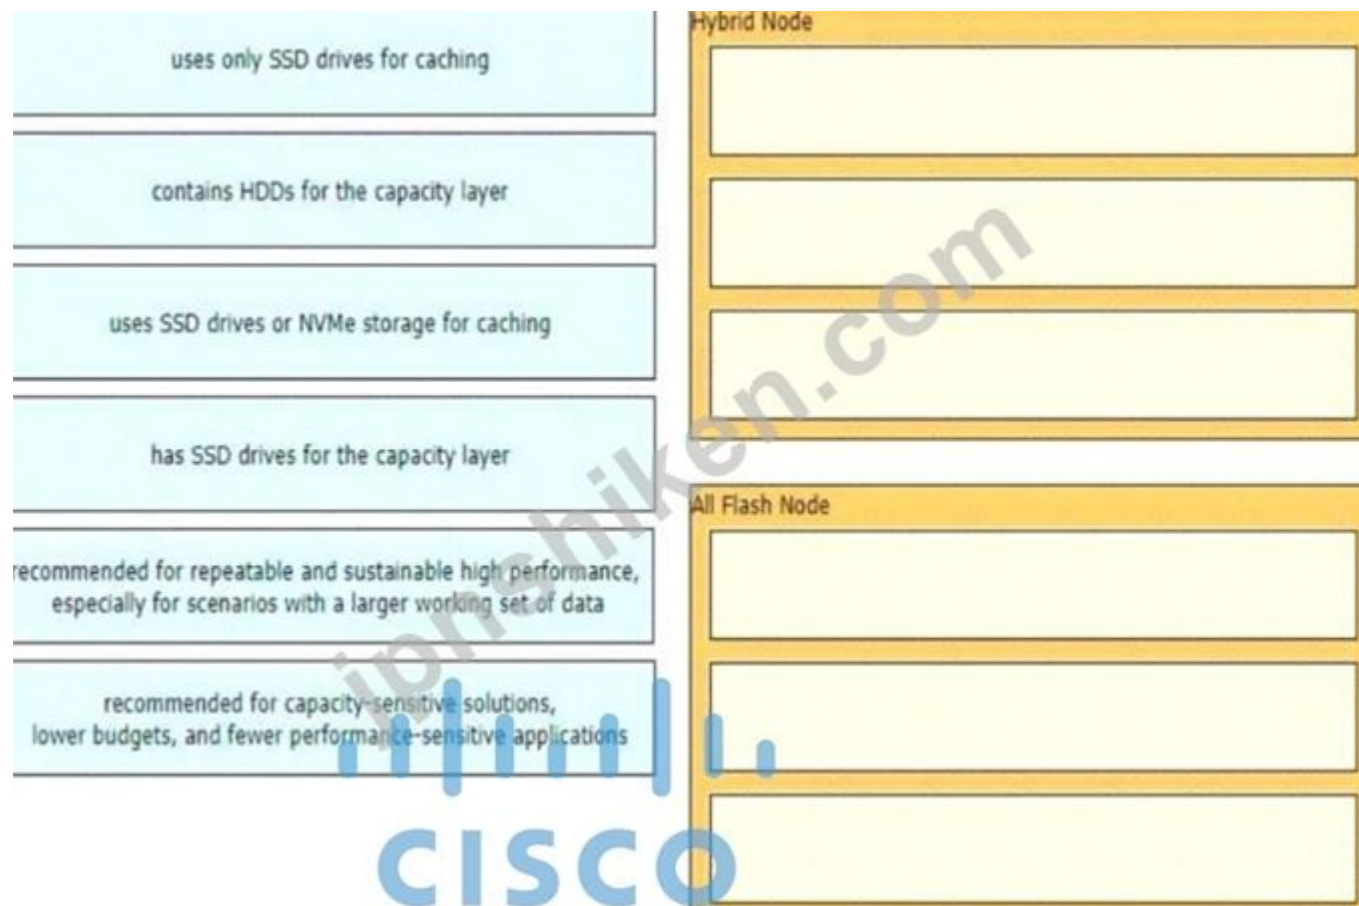 uses only SSD drives for caching
contains HDDs for the capacity layer
uses SSD drives or NVMe storage for caching
has SSD drives for the capacity layer
recommended for repeatable and sustainable high performance,
especially for scenarios with a larger working set of data
recommended for capacity-sensitive solutions,
lower budgets, and fewer performance-sensitive applications
Hybrid Node
All Flash Node
jpnshiken.com
CISCO